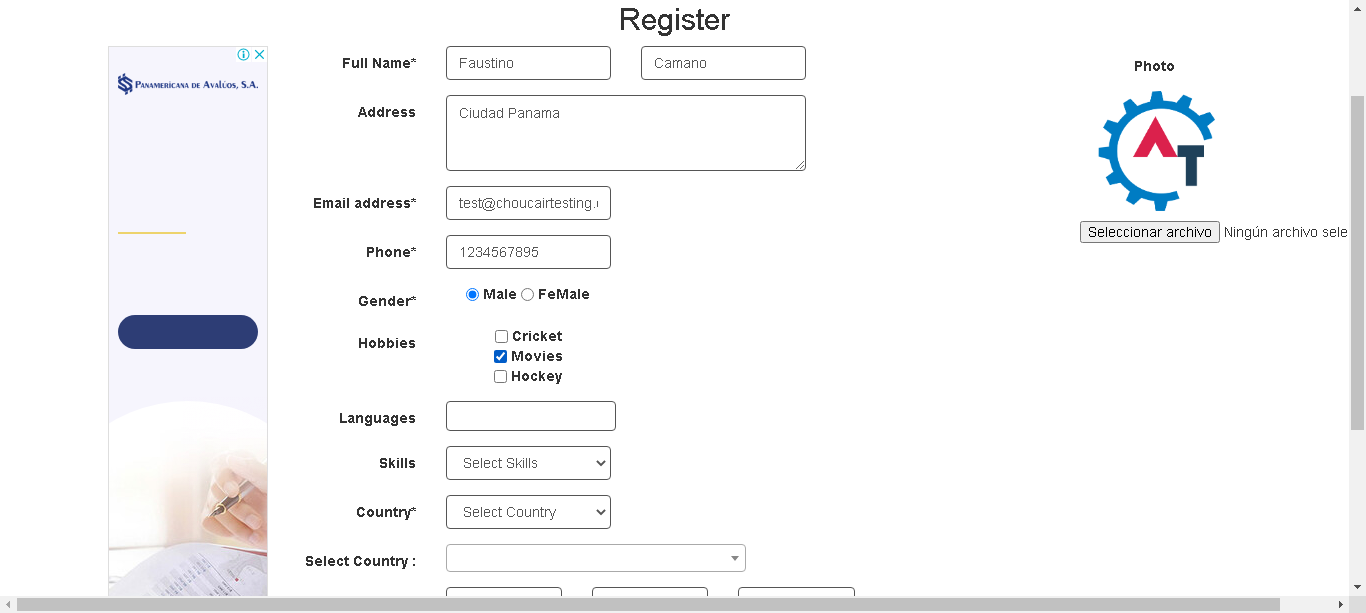 Register
PANAMERICANA DE AVALÚOS, S.A.
Full Name*
Faustino
Camano
Address
Ciudad Panama
Email address*
test@choucairtesting.
Phone*
1234567895
Gender*
Male
FeMale
Hobbies
Cricket
Movies
Hockey
Languages
Skills
Select Skills
Country*
Select Country
Select Country :
Photo
AT
Seleccionar archivo Ningún archivo sele